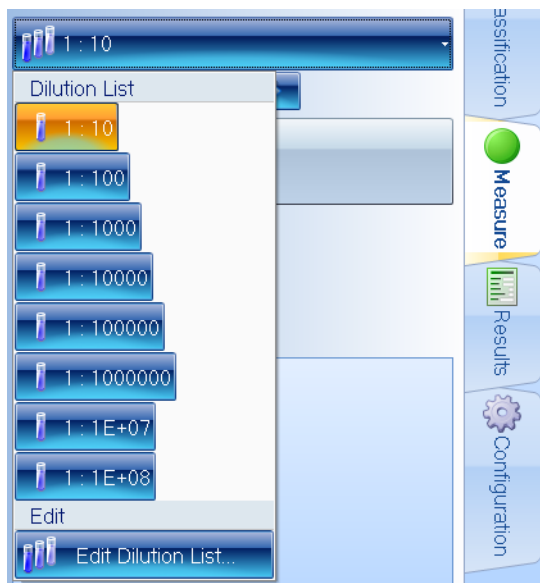 1 : 10
Dilution List
1 : 10
1 : 100
1 : 1000
1 : 10000
1 : 100000
1 : 1000000
1 : 1E+07
1 : 1E+08
Edit
Edit Dilution List...
assification
Measure
Results
Configuration